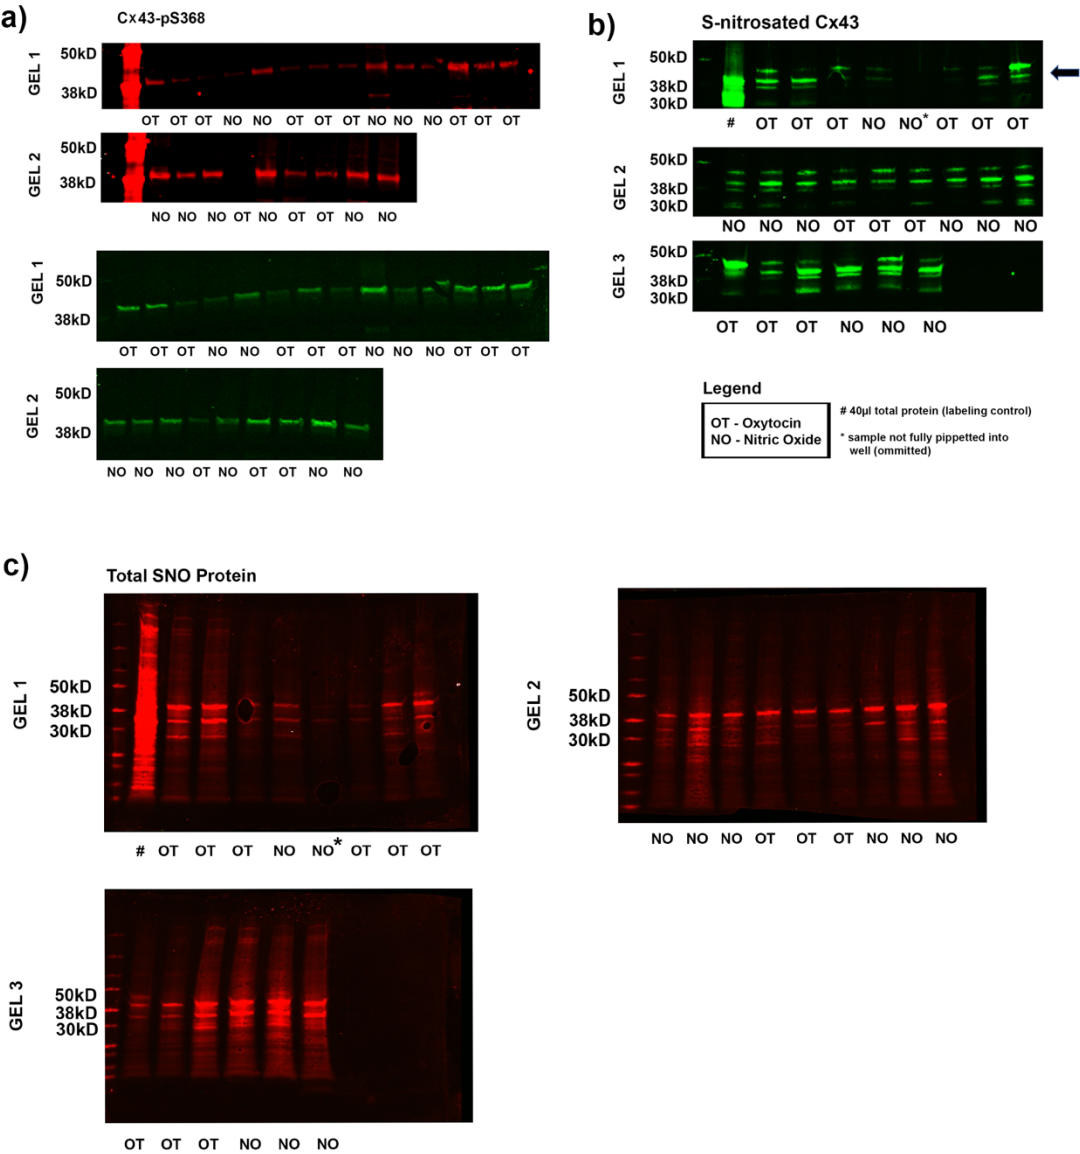 a)
Cx43-pS368
GEL 1
50kD
38kD
OT OT OT NO NO OT OT OT NO NO NO OT OT OT
GEL 2
50kD
38kD
NO NO NO OT NO OT OT NO NO
GEL 1
50kD
38kD
OT OT OT NO NO OT OT OT NO NO NO OT OT OT
GEL 2
50kD
38kD
NO NO NO OT NO OT OT NO NO
b)
S-nitrosated Cx43
GEL 1
50kD
38kD
30kD
# OT OT OT NO NO* OT OT OT
GEL 2
50kD
38kD
30kD
NO NO NO OT OT OT NO NO NO
GEL 3
50kD
38kD
30kD
OT OT OT NO NO NO
Legend
OT - Oxytocin
NO - Nitric Oxide
# 40µl total protein (labeling control)
* sample not fully pippetted into
well (ommitted)
c)
Total SNO Protein
GEL 1
50kD
38kD
30kD
# OT OT OT NO NO* OT OT OT
GEL 2
50kD
38kD
30kD
NO NO NO OT OT OT NO NO NO
GEL 3
50kD
38kD
30kD
OT OT OT NO NO NO